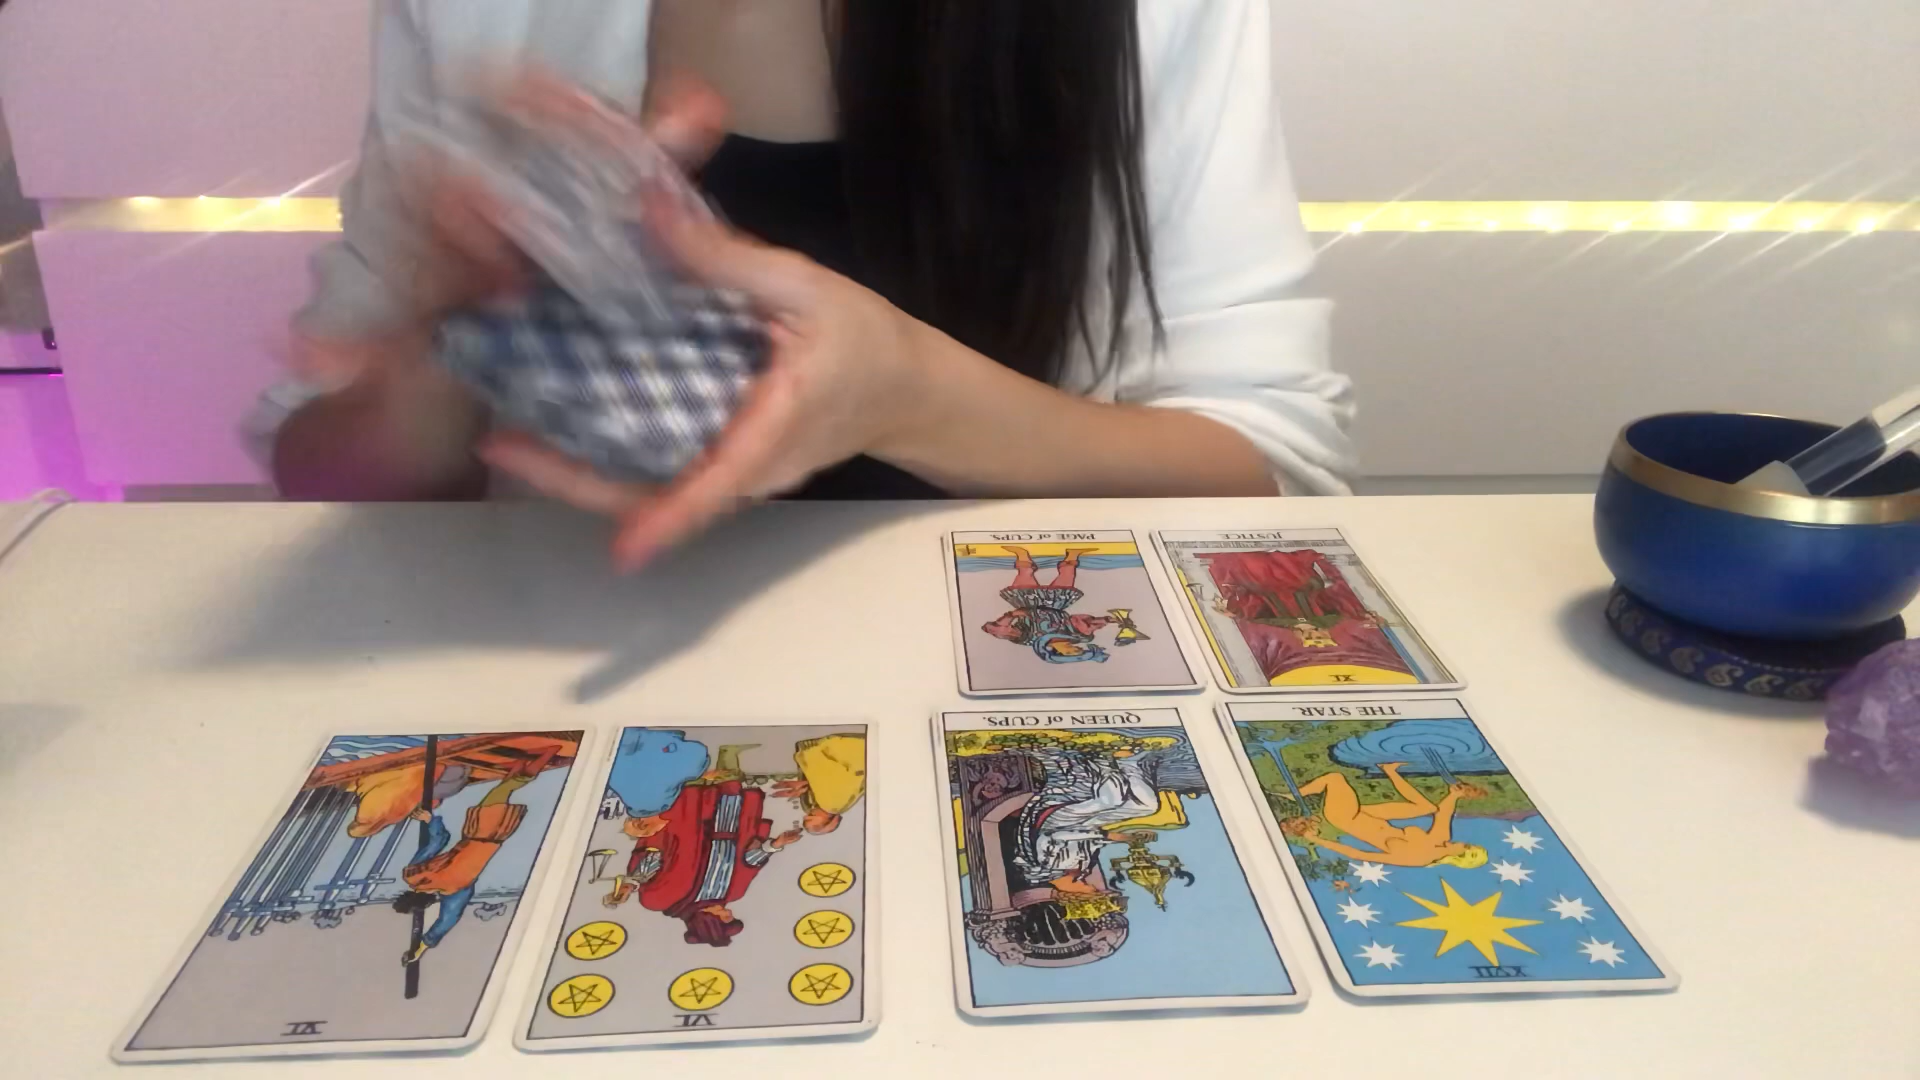 PAGE of CUPS.
JUSTICE
XI
QUEEN of CUPS.
THE STAR.
XVII
VI
VI